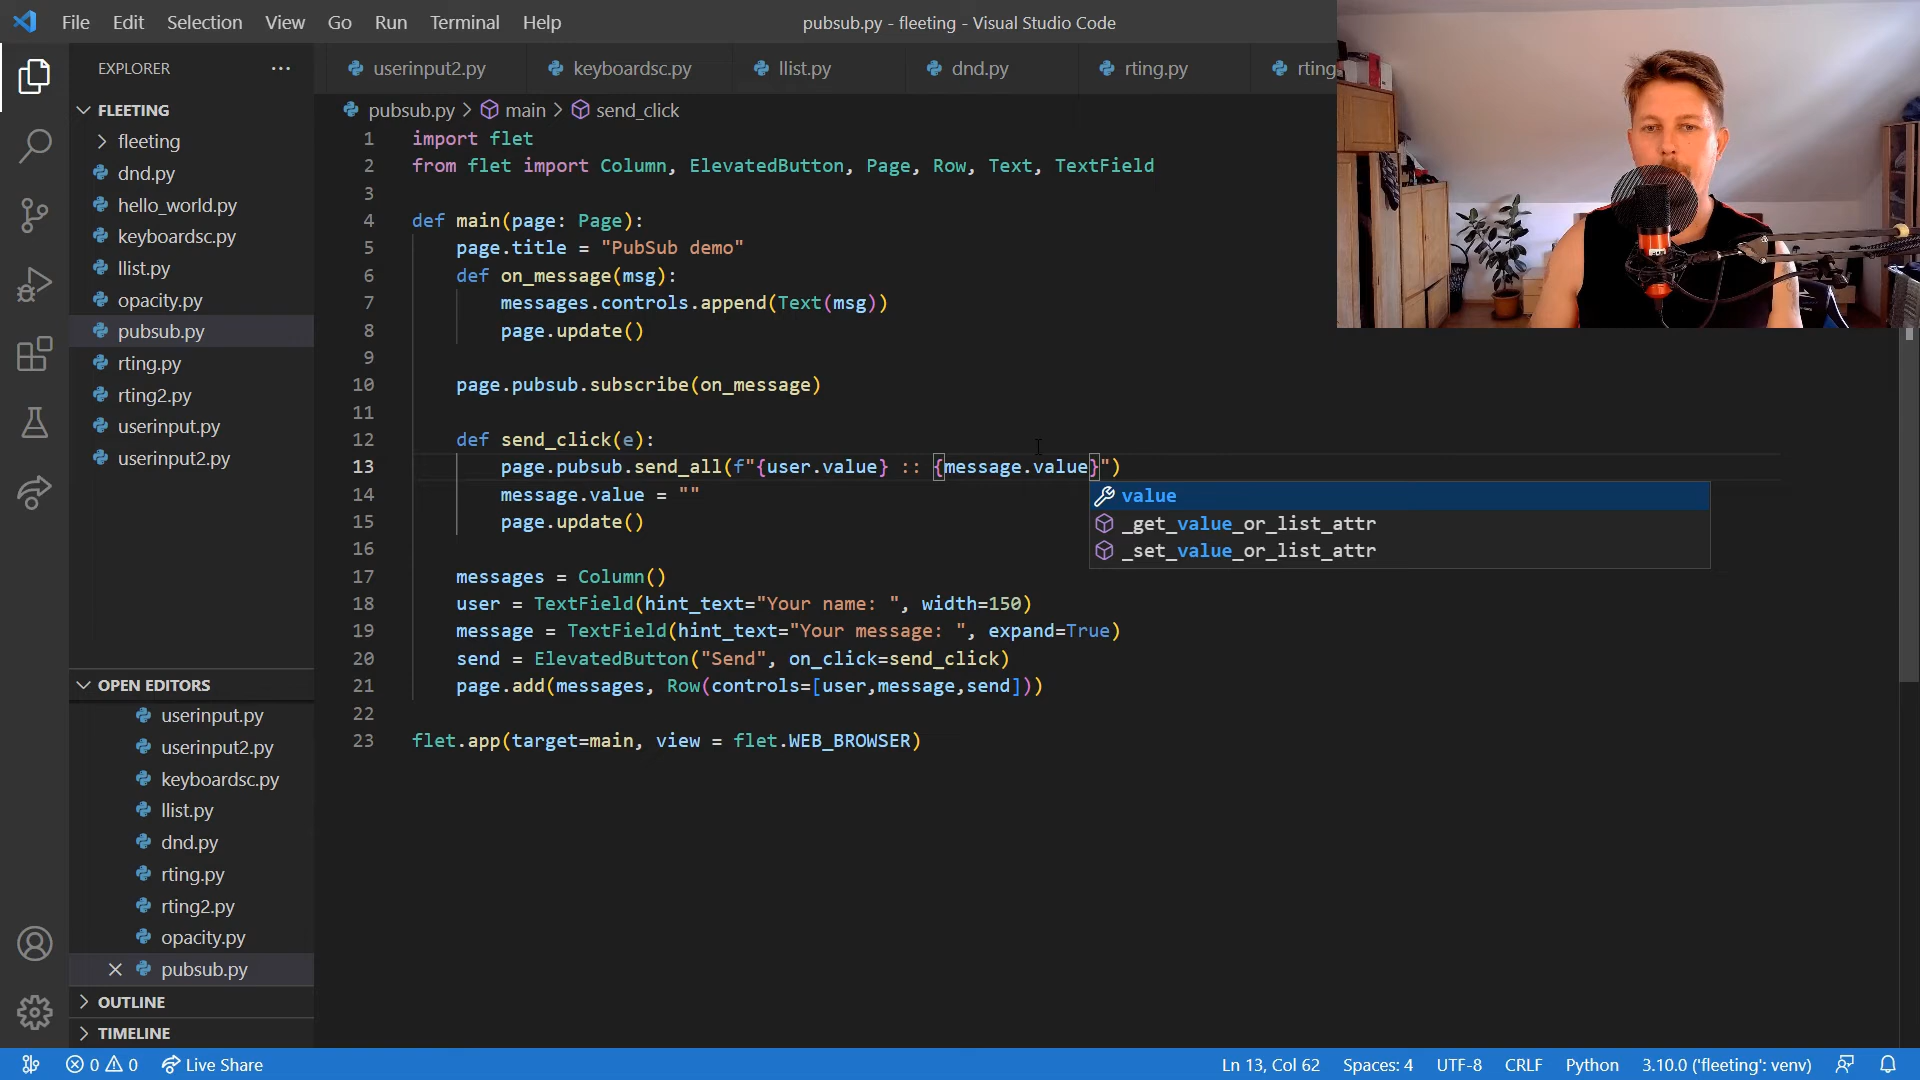 File Edit Selection View Go Run Terminal Help
pubsub.py - fleeting - Visual Studio Code
EXPLORER
FLEETING
fleeting
dnd.py
hello_world.py
keyboardsc.py
llist.py
opacity.py
pubsub.py
rting.py
rting2.py
userinput.py
userinput2.py
OPEN EDITORS
userinput.py
userinput2.py
keyboardsc.py
llist.py
dnd.py
rting.py
rting2.py
opacity.py
pubsub.py
OUTLINE
TIMELINE
userinput2.py keyboardsc.py llist.py dnd.py rting.py rting
pubsub.py > main > send_click
1 import flet
2 from flet import Column, ElevatedButton, Page, Row, Text, TextField
3
4 def main(page: Page):
5 page.title = "PubSub demo"
6 def on_message(msg):
7 messages.controls.append(Text(msg))
8 page.update()
9
10 page.pubsub.subscribe(on_message)
11
12 def send_click(e):
13 page.pubsub.send_all(f"{user.value} :: {message.value}")
14 message.value = ""
15 page.update()
16
17 messages = Column()
18 user = TextField(hint_text="Your name: ", width=150)
19 message = TextField(hint_text="Your message: ", expand=True)
20 send = ElevatedButton("Send", on_click=send_click)
21 page.add(messages, Row(controls=[user,message,send]))
22
23 flet.app(target=main, view = flet.WEB_BROWSER)
value
_get_value_or_list_attr
_set_value_or_list_attr
0 0 Live Share
Ln 13, Col 62 Spaces: 4 UTF-8 CRLF Python 3.10.0 ('fleeting': venv)